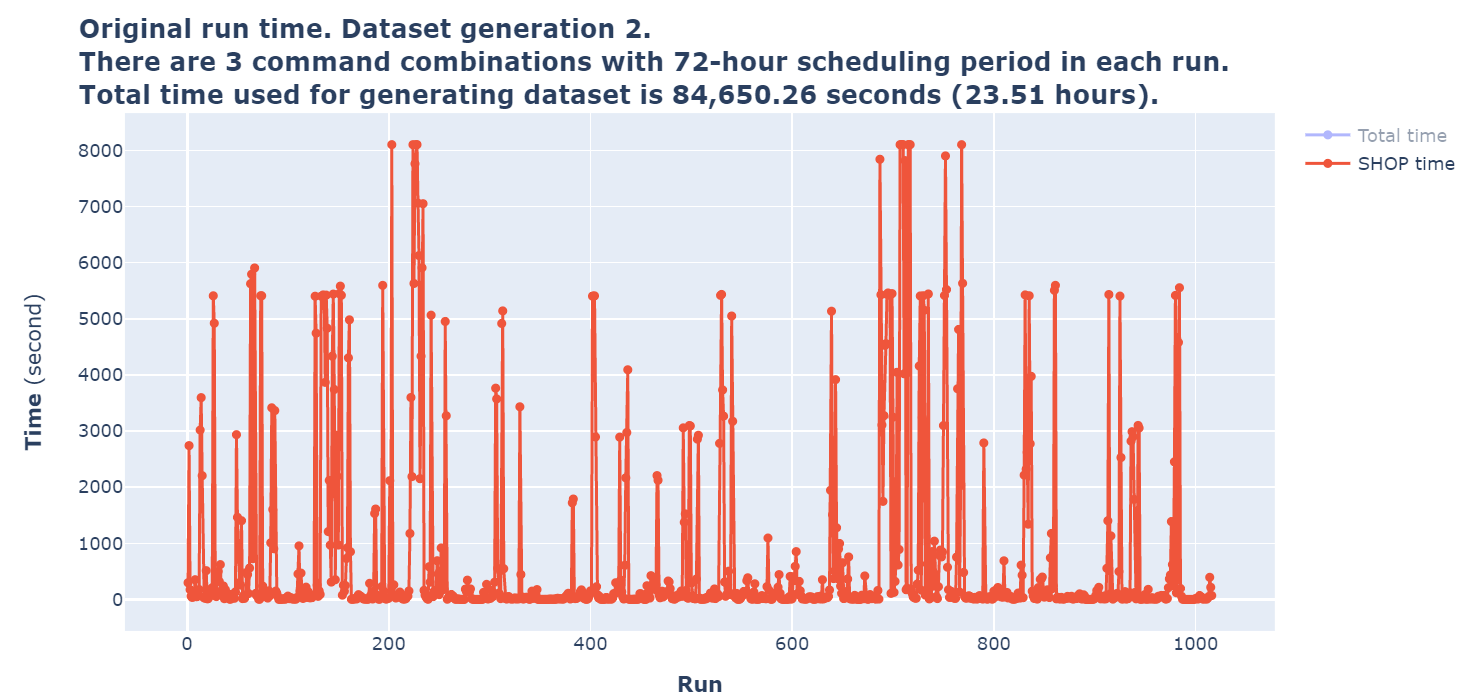 Original run time. Dataset generation 2.
There are 3 command combinations with 72-hour scheduling period in each run.
Total time used for generating dataset is 84,650.26 seconds (23.51 hours).
Total time
SHOP time
Time (second)
8000
7000
6000
5000
4000
3000
2000
1000
0
0
200
400
600
800
1000
Run